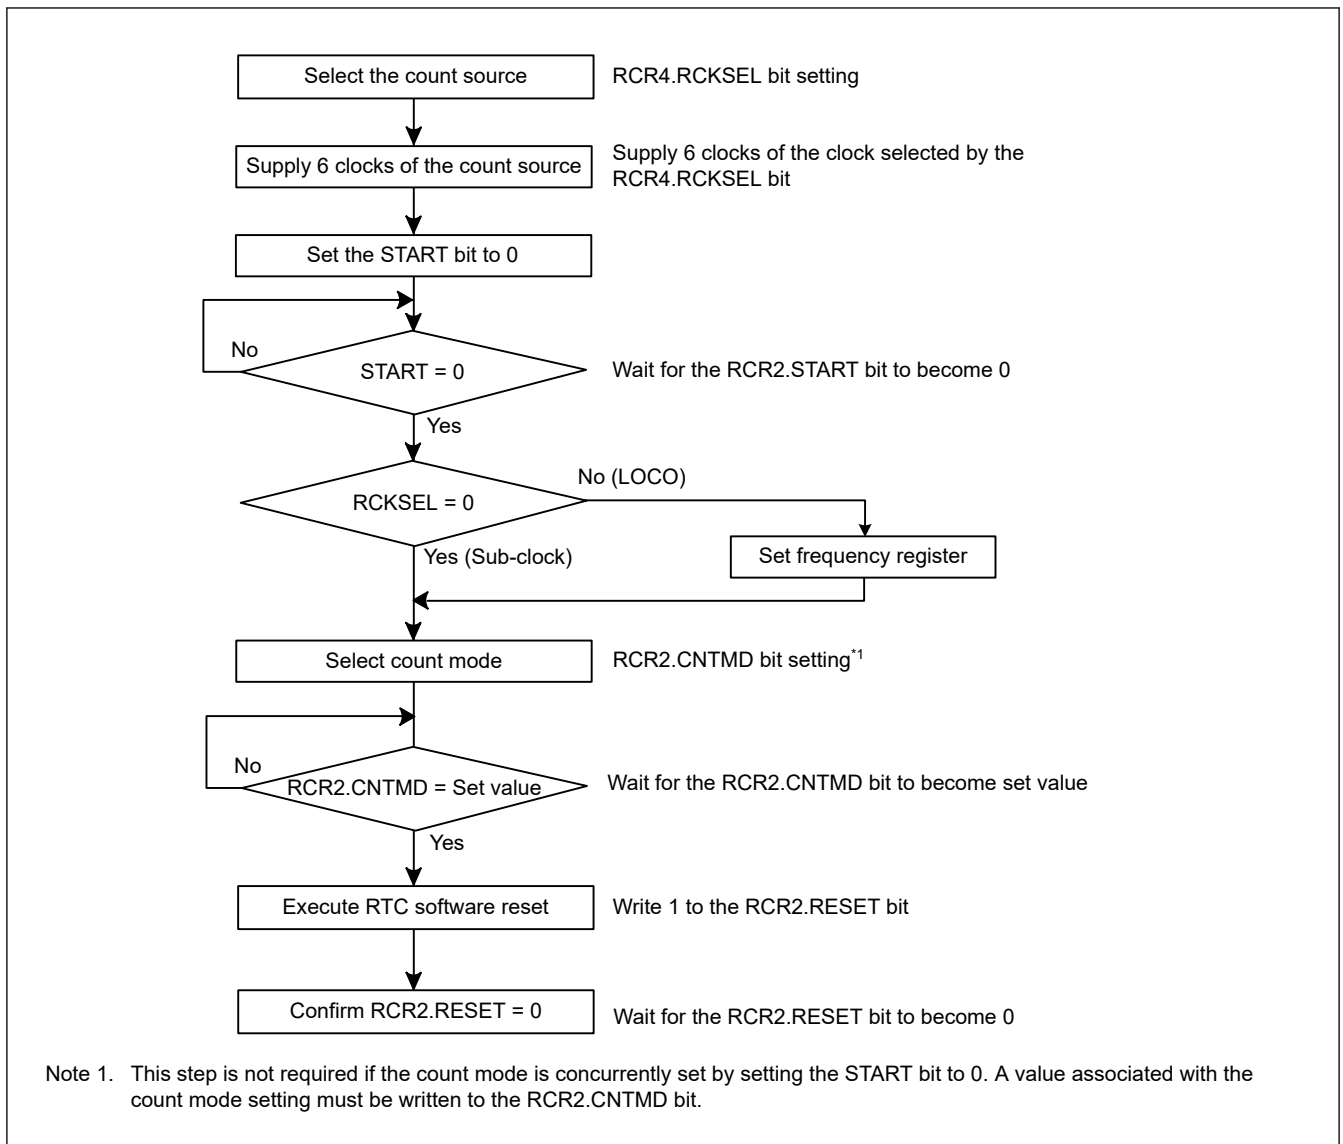 Select the count source
RCR4.RCKSEL bit setting
Supply 6 clocks of the count source
Supply 6 clocks of the clock selected by the
RCR4.RCKSEL bit
Set the START bit to 0
No
START = 0
Wait for the RCR2.START bit to become 0
Yes
RCKSEL = 0
No (LOCO)
Set frequency register
Yes (Sub-clock)
Select count mode
RCR2.CNTMD bit setting*1
No
RCR2.CNTMD = Set value
Wait for the RCR2.CNTMD bit to become set value
Yes
Execute RTC software reset
Write 1 to the RCR2.RESET bit
Confirm RCR2.RESET = 0
Wait for the RCR2.RESET bit to become 0
Note 1. This step is not required if the count mode is concurrently set by setting the START bit to 0. A value associated with the
count mode setting must be written to the RCR2.CNTMD bit.